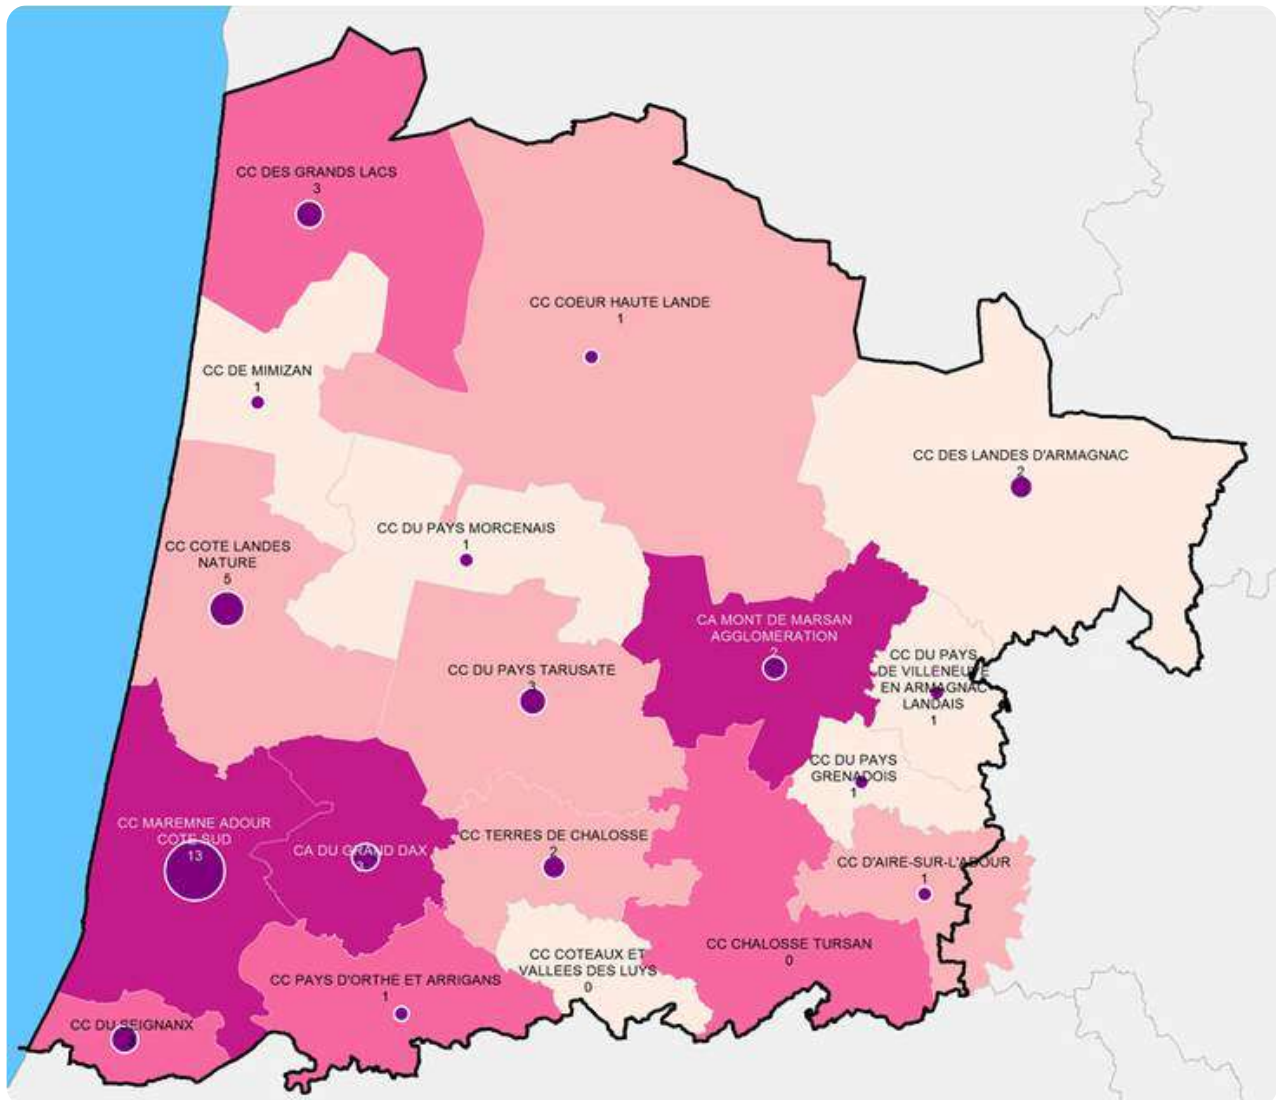 CC DES GRANDS LACS
3
CC COEUR HAUTE LANDE
1
CC DE MIMIZAN
1
CC DES LANDES D'ARMAGNAC
2
CC DU PAYS MORCENAIS
1
CC COTE LANDES
NATURE
5
CA MONT DE MARSAN
AGGLOMERATION
2
CC DU PAYS
DE VILLENEUVE
EN ARMAGNAC
LANDAIS
1
CC DU PAYS TARUSATE
3
CC DU PAYS
GRENADOIS
1
CC MAREMNE ADOUR
COTE SUD
13
CA DU GRAND DAX
CC TERRES DE CHALOSSE
2
CC D'AIRE-SUR-L'ADOUR
1
CC CHALOSSE TURSAN
0
CC COTEAUX ET
VALLEES DES LUYS
0
CC PAYS D'ORTHE ET ARRIGANS
1
CC DU SEIGNANX